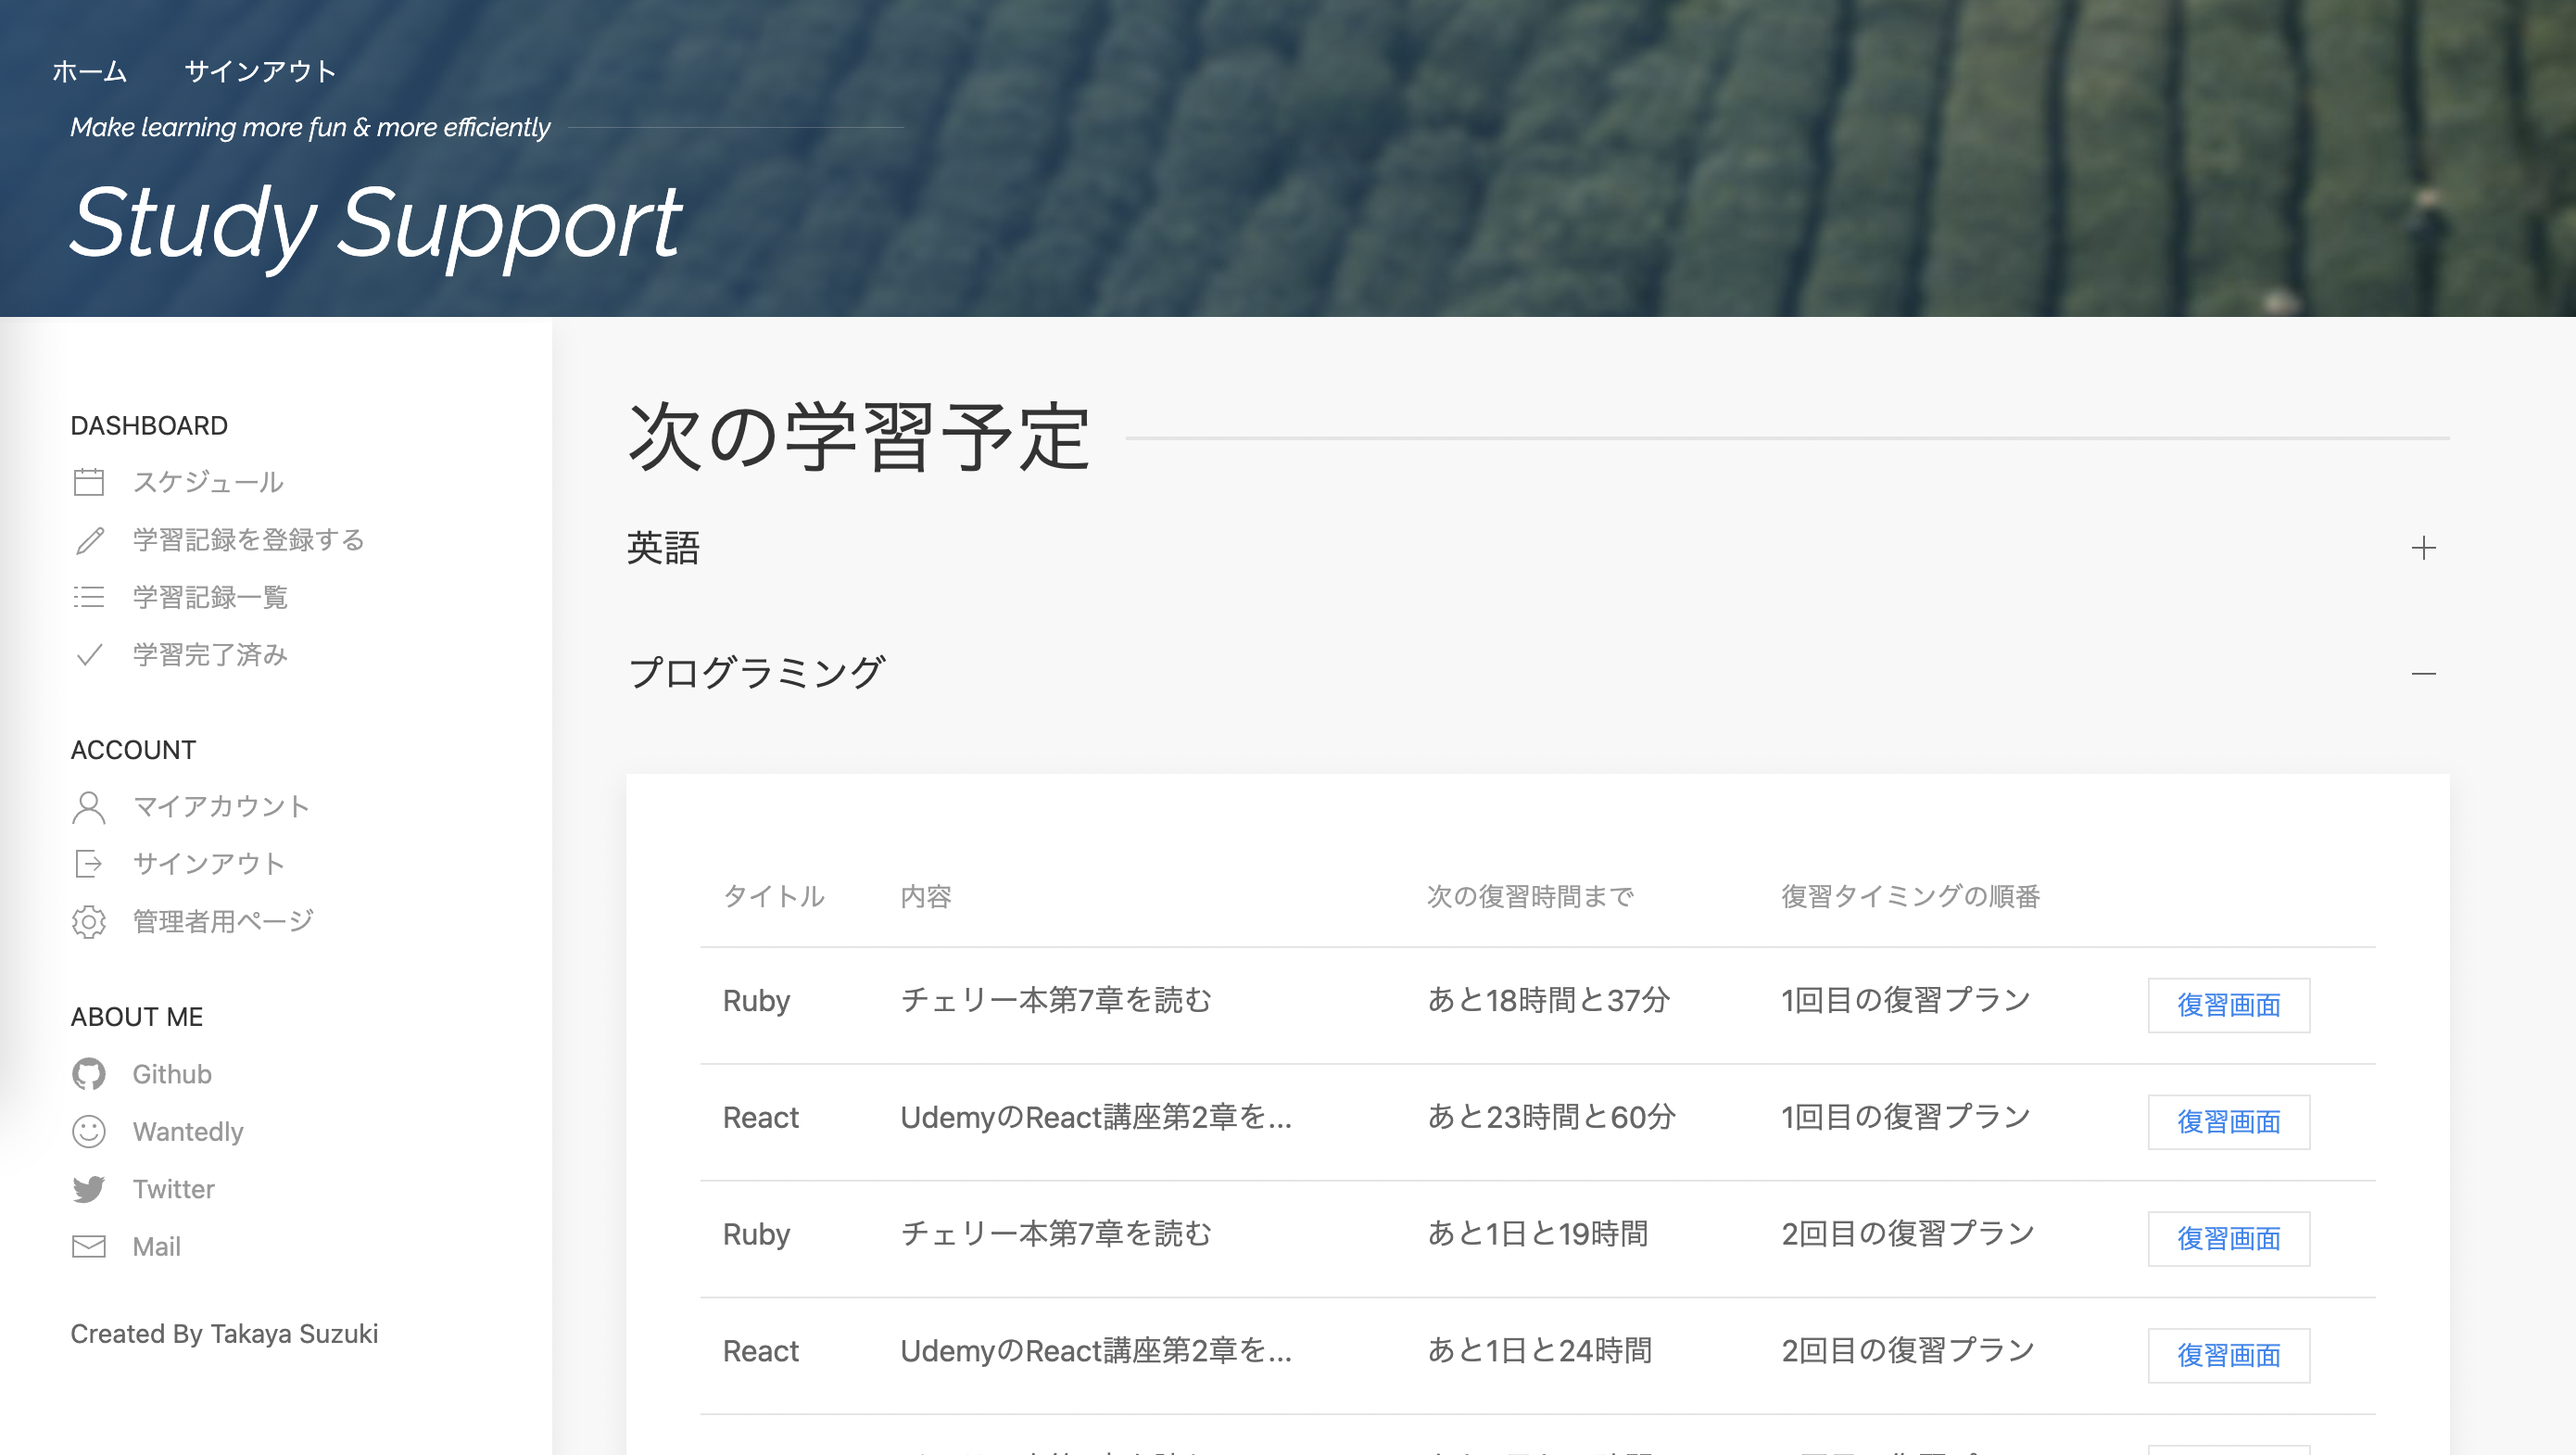 ホーム サインアウト
Make learning more fun & more efficiently
Study Support
DASHBOARD
スケジュール
学習記録を登録する
学習記録一覧
学習完了済み
ACCOUNT
マイアカウント
サインアウト
管理者用ページ
ABOUT ME
Github
Wantedly
Twitter
Mail
Created By Takaya Suzuki
次の学習予定
英語
プログラミング
タイトル 内容 次の復習時間まで 復習タイミングの順番
Ruby チェリー本第7章を読む あと18時間と37分 1回目の復習プラン 復習画面
React UdemyのReact講座第2章を... あと23時間と60分 1回目の復習プラン 復習画面
Ruby チェリー本第7章を読む あと1日と19時間 2回目の復習プラン 復習画面
React UdemyのReact講座第2章を... あと1日と24時間 2回目の復習プラン 復習画面